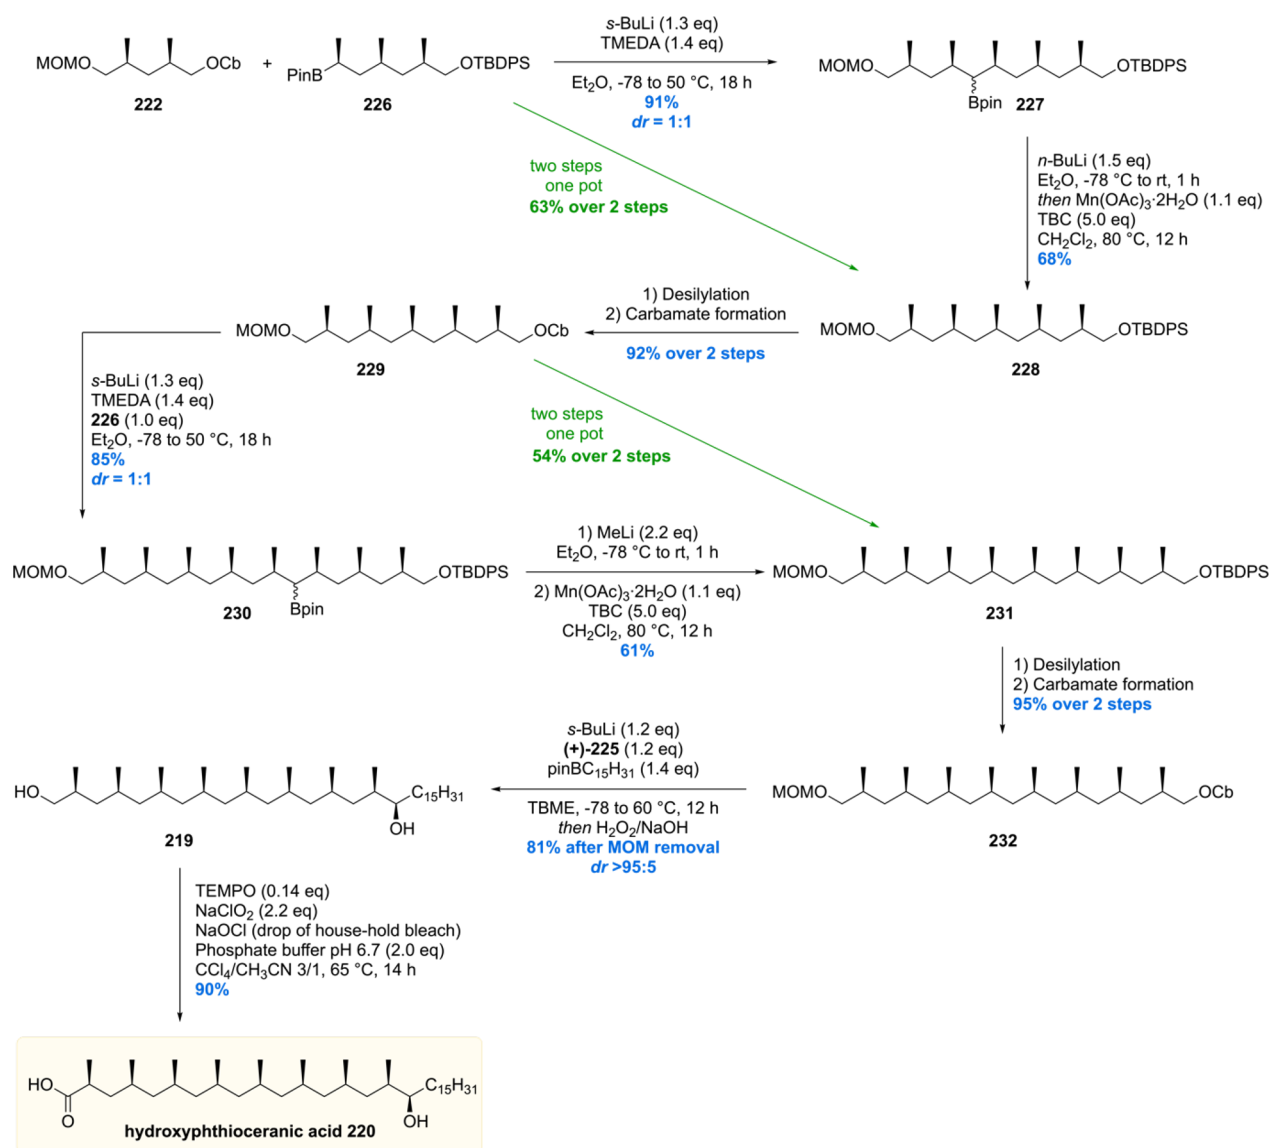 s-BuLi (1.3 eq)
TMEDA (1.4 eq)
MOMO OCb + PinB OTBDPS
Et₂O, -78 to 50 °C, 18 h
91%
dr = 1:1
222 226
MOMO OTBDPS
Bpin 227
two steps
one pot
63% over 2 steps
n-BuLi (1.5 eq)
Et₂O, -78 °C to rt, 1 h
then Mn(OAc)₃·2H₂O (1.1 eq)
TBC (5.0 eq)
CH₂Cl₂, 80 °C, 12 h
68%
MOMO OCb
229
1) Desilylation
2) Carbamate formation
92% over 2 steps
MOMO OTBDPS
228
s-BuLi (1.3 eq)
TMEDA (1.4 eq)
226 (1.0 eq)
Et₂O, -78 to 50 °C, 18 h
85%
dr = 1:1
two steps
one pot
54% over 2 steps
MOMO OTBDPS
Bpin
230
1) MeLi (2.2 eq)
Et₂O, -78 °C to rt, 1 h
2) Mn(OAc)₃·2H₂O (1.1 eq)
TBC (5.0 eq)
CH₂Cl₂, 80 °C, 12 h
61%
MOMO OTBDPS
231
1) Desilylation
2) Carbamate formation
95% over 2 steps
HO C₁₅H₃₁
OH
219
s-BuLi (1.2 eq)
(+)-225 (1.2 eq)
pinBC₁₅H₃₁ (1.4 eq)
TBME, -78 to 60 °C, 12 h
then H₂O₂/NaOH
81% after MOM removal
dr >95:5
MOMO OCb
232
TEMPO (0.14 eq)
NaClO₂ (2.2 eq)
NaOCl (drop of house-hold bleach)
Phosphate buffer pH 6.7 (2.0 eq)
CCl₄/CH₃CN 3/1, 65 °C, 14 h
90%
HO C₁₅H₃₁
O OH
hydroxyphthioceranic acid 220